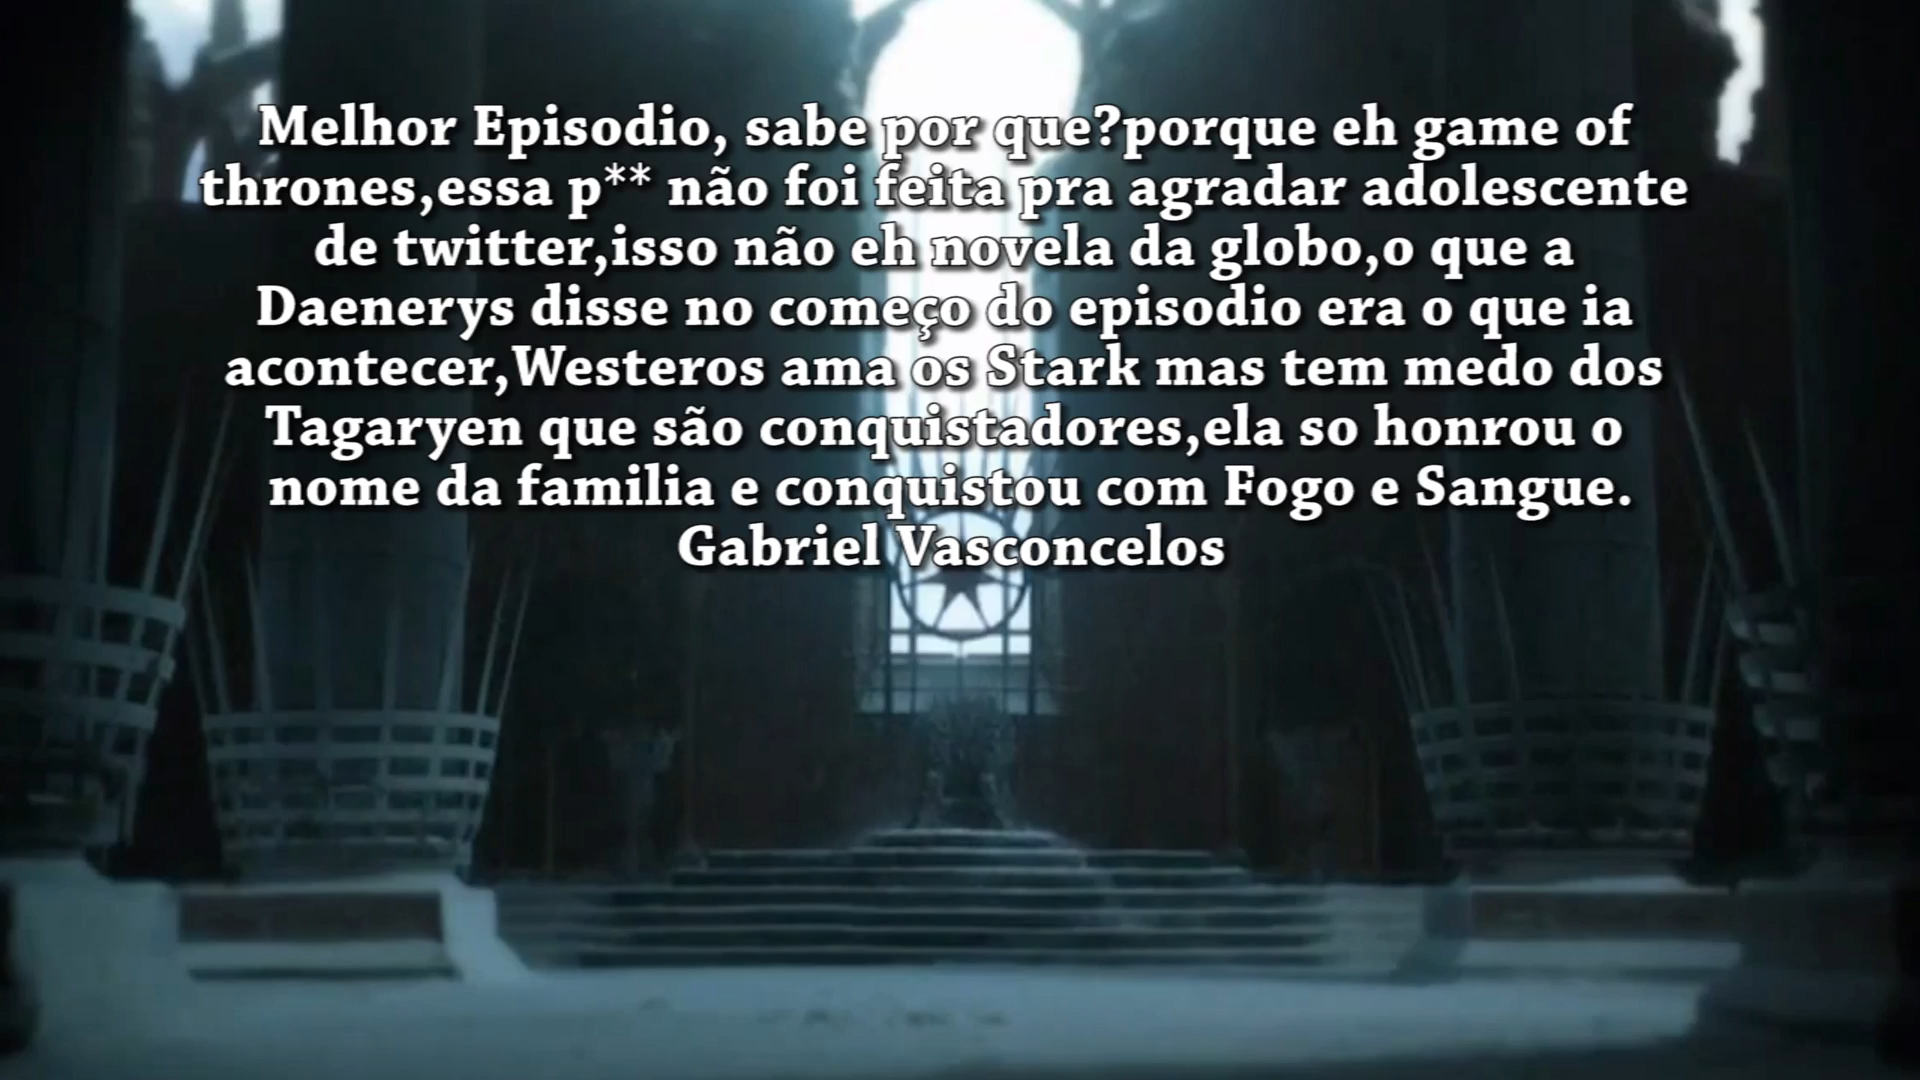 Melhor Episodio, sabe por que?porque eh game of
thrones,essa p** não foi feita pra agradar adolescente
de twitter,isso não eh novela da globo,o que a
Daenerys disse no começo do episodio era o que ia
acontecer,Westeros ama os Stark mas tem medo dos
Tagaryen que são conquistadores,ela so honrou o
nome da familia e conquistou com Fogo e Sangue.
Gabriel Vasconcelos